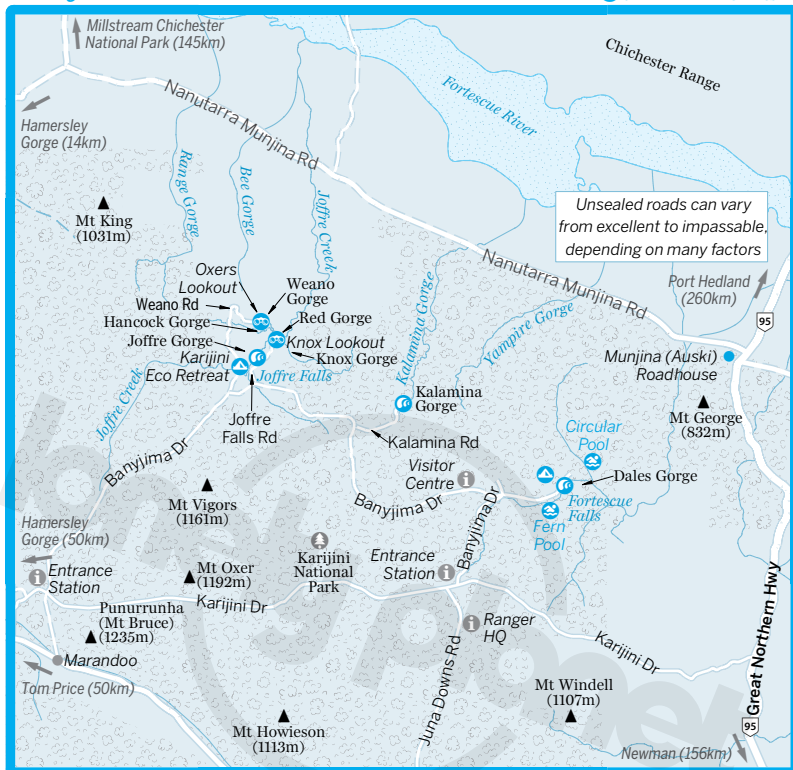 Millstream Chichester
National Park (145km)
Chichester Range
Fortescue River
Nanutarra Munjina Rd
Hamersley
Gorge (14km)
Range Gorge
Bee Gorge
Joffre Creek
Mt King
(1031m)
Unsealed roads can vary
from excellent to impassable,
depending on many factors
Oxers
Lookout
Weano
Gorge
Port Hedland
(260km)
Nanutarra Munjina Rd
Weano Rd
Red Gorge
Hancock Gorge
Kalamina Gorge
Yampire Gorge
95
Joffre Gorge
Knox Lookout
Knox Gorge
Karijini
Eco Retreat
Joffre Falls
Munjina (Auski)
Roadhouse
Joffre Creek
Joffre
Falls Rd
Kalamina
Gorge
Mt George
(832m)
Circular
Pool
Kalamina Rd
Banyjima Dr
Visitor
Centre
Dales Gorge
Mt Vigors
(1161m)
Banyjima Dr
Fortescue
Falls
Fern
Pool
Banyjima Dr
Hamersley
Gorge (50km)
Entrance
Station
Mt Oxer
(1192m)
Karijini
National
Park
Entrance
Station
Karijini Dr
Punurrunha
(Mt Bruce)
(1235m)
Ranger
HQ
Karijini Dr
Great Northern Hwy
Marandoo
Tom Price (50km)
Juna Downs Rd
Mt Windell
(1107m)
Mt Howieson
(1113m)
95
Newman (156km)
lonely planet